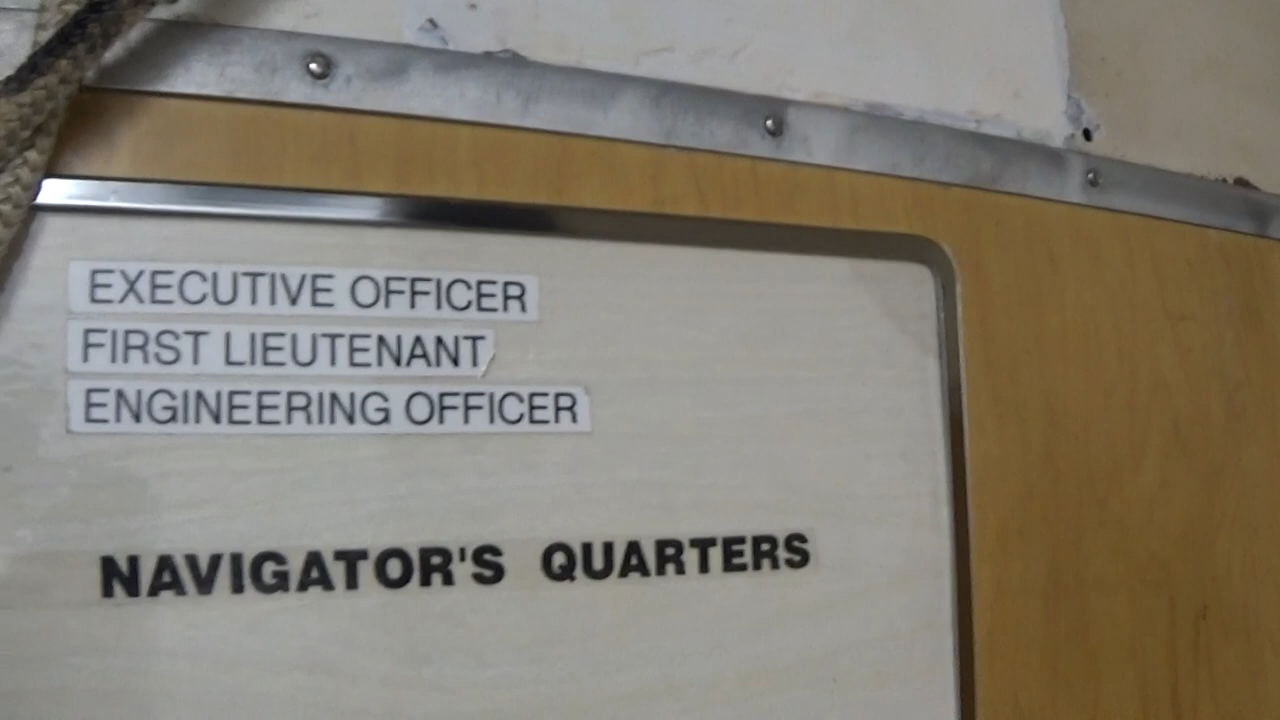 EXECUTIVE OFFICER
FIRST LIEUTENANT
ENGINEERING OFFICER
NAVIGATOR'S QUARTERS